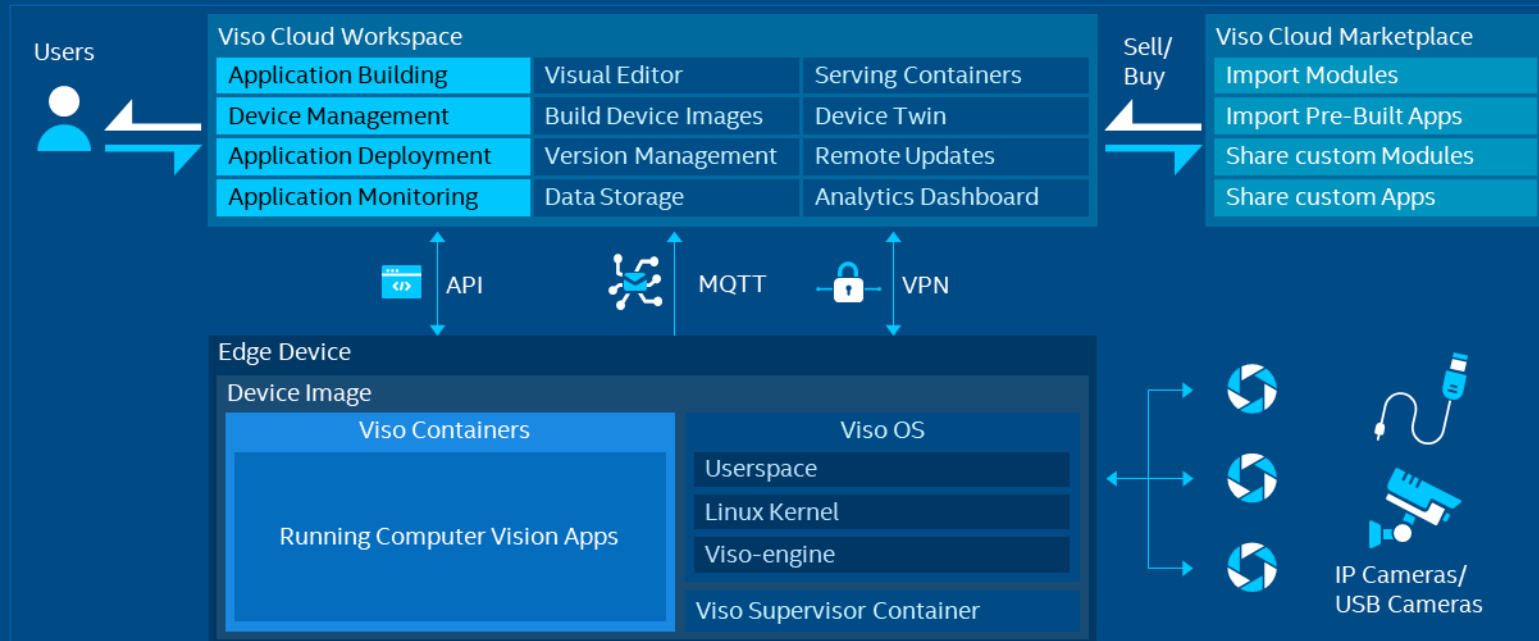 Users
Viso Cloud Workspace
Application Building
Visual Editor
Serving Containers
Device Management
Build Device Images
Device Twin
Application Deployment
Version Management
Remote Updates
Application Monitoring
Data Storage
Analytics Dashboard
Sell/
Buy
Viso Cloud Marketplace
Import Modules
Import Pre-Built Apps
Share custom Modules
Share custom Apps
API
MQTT
VPN
Edge Device
Device Image
Viso Containers
Running Computer Vision Apps
Viso OS
Userspace
Linux Kernel
Viso-engine
Viso Supervisor Container
IP Cameras/
USB Cameras